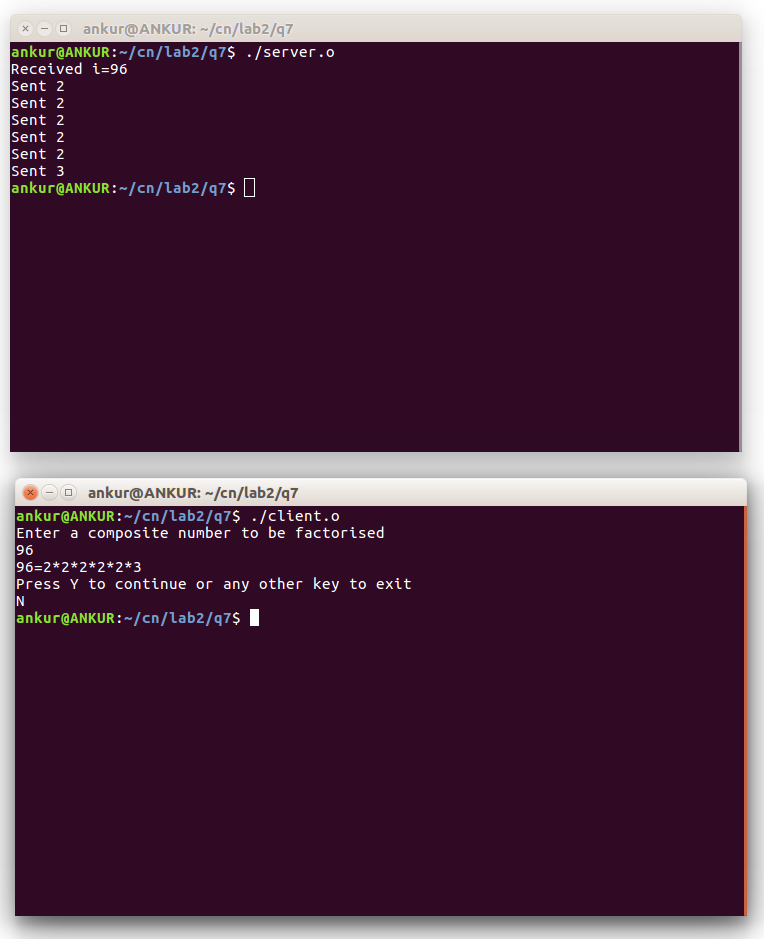 ankur@ANKUR: ~/cn/lab2/q7
ankur@ANKUR:~/cn/lab2/q7$ ./server.o
Received i=96
Sent 2
Sent 2
Sent 2
Sent 2
Sent 2
Sent 3
ankur@ANKUR:~/cn/lab2/q7$
ankur@ANKUR: ~/cn/lab2/q7
ankur@ANKUR:~/cn/lab2/q7$ ./client.o
Enter a composite number to be factorised
96
96=2*2*2*2*2*3
Press Y to continue or any other key to exit
N
ankur@ANKUR:~/cn/lab2/q7$